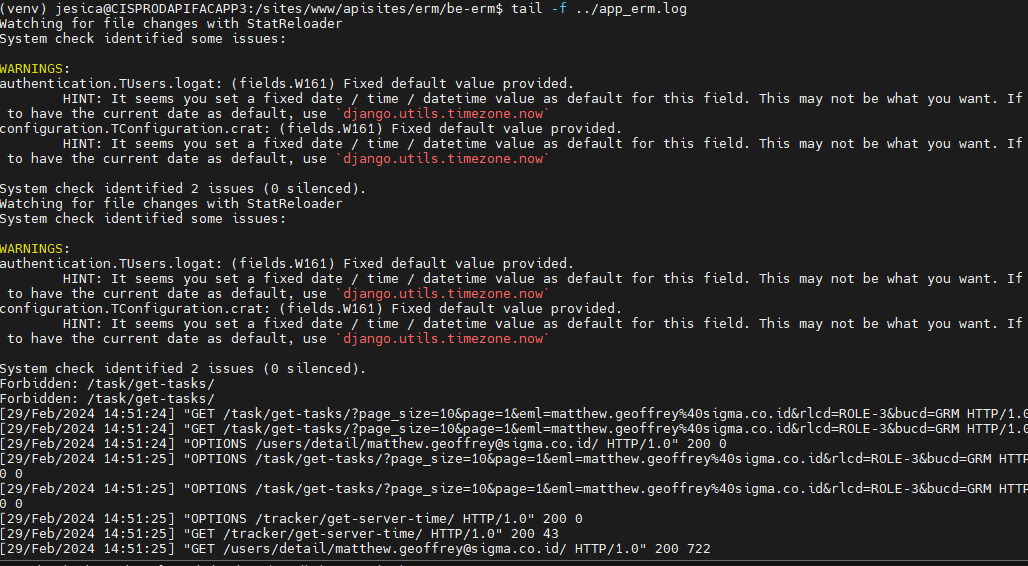 (venv) jesica@CISPRODAPIFACAPP3:/sites/www/apisites/erm/be-erm$ tail -f ../app_erm.log
Watching for file changes with StatReloader
System check identified some issues:
WARNINGS:
authentication.TUsers.logat: (fields.W161) Fixed default value provided.
HINT: It seems you set a fixed date / time / datetime value as default for this field. This may not be what you want. If
to have the current date as default, use `django.utils.timezone.now`
configuration.TConfiguration.crat: (fields.W161) Fixed default value provided.
HINT: It seems you set a fixed date / time / datetime value as default for this field. This may not be what you want. If
to have the current date as default, use `django.utils.timezone.now`
System check identified 2 issues (0 silenced).
Watching for file changes with StatReloader
System check identified some issues:
WARNINGS:
authentication.TUsers.logat: (fields.W161) Fixed default value provided.
HINT: It seems you set a fixed date / time / datetime value as default for this field. This may not be what you want. If
to have the current date as default, use `django.utils.timezone.now`
configuration.TConfiguration.crat: (fields.W161) Fixed default value provided.
HINT: It seems you set a fixed date / time / datetime value as default for this field. This may not be what you want. If
to have the current date as default, use `django.utils.timezone.now`
System check identified 2 issues (0 silenced).
Forbidden: /task/get-tasks/
Forbidden: /task/get-tasks/
[29/Feb/2024 14:51:24] "GET /task/get-tasks/?page_size=10&page=1&eml=matthew.geoffrey%40sigma.co.id&rlcd=ROLE-3&bucd=GRM HTTP/1.0
[29/Feb/2024 14:51:24] "GET /task/get-tasks/?page_size=10&page=1&eml=matthew.geoffrey%40sigma.co.id&rlcd=ROLE-3&bucd=GRM HTTP/1.0
[29/Feb/2024 14:51:24] "OPTIONS /users/detail/matthew.geoffrey@sigma.co.id/ HTTP/1.0" 200 0
[29/Feb/2024 14:51:25] "OPTIONS /task/get-tasks/?page_size=10&page=1&eml=matthew.geoffrey%40sigma.co.id&rlcd=ROLE-3&bucd=GRM HTTP
0 0
[29/Feb/2024 14:51:25] "OPTIONS /task/get-tasks/?page_size=10&page=1&eml=matthew.geoffrey%40sigma.co.id&rlcd=ROLE-3&bucd=GRM HTTP
0 0
[29/Feb/2024 14:51:25] "OPTIONS /tracker/get-server-time/ HTTP/1.0" 200 0
[29/Feb/2024 14:51:25] "GET /tracker/get-server-time/ HTTP/1.0" 200 43
[29/Feb/2024 14:51:25] "GET /users/detail/matthew.geoffrey@sigma.co.id/ HTTP/1.0" 200 722